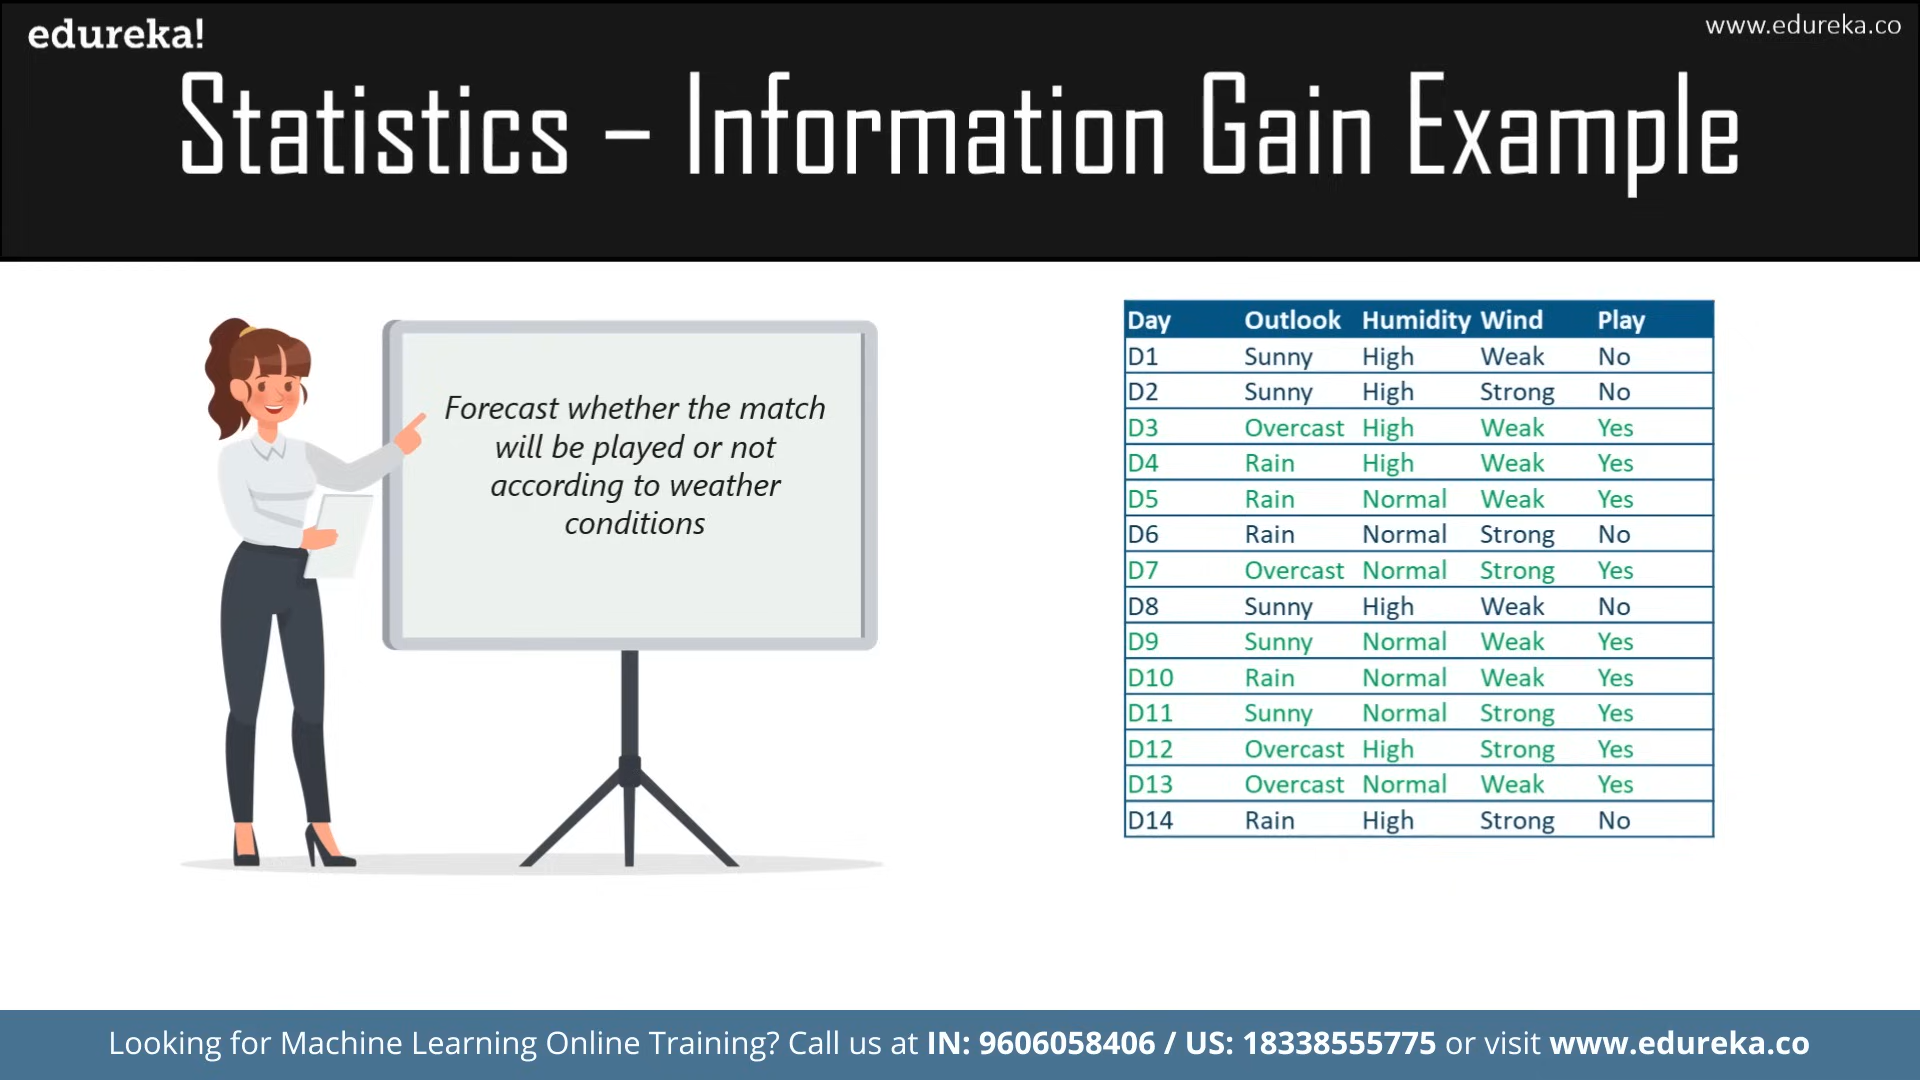 edureka!
www.edureka.co
Statistics – Information Gain Example
Forecast whether the match
will be played or not
according to weather
conditions
Day Outlook Humidity Wind Play
D1 Sunny High Weak No
D2 Sunny High Strong No
D3 Overcast High Weak Yes
D4 Rain High Weak Yes
D5 Rain Normal Weak Yes
D6 Rain Normal Strong No
D7 Overcast Normal Strong Yes
D8 Sunny High Weak No
D9 Sunny Normal Weak Yes
D10 Rain Normal Weak Yes
D11 Sunny Normal Strong Yes
D12 Overcast High Strong Yes
D13 Overcast Normal Weak Yes
D14 Rain High Strong No
Looking for Machine Learning Online Training? Call us at IN: 9606058406 / US: 18338555775 or visit www.edureka.co